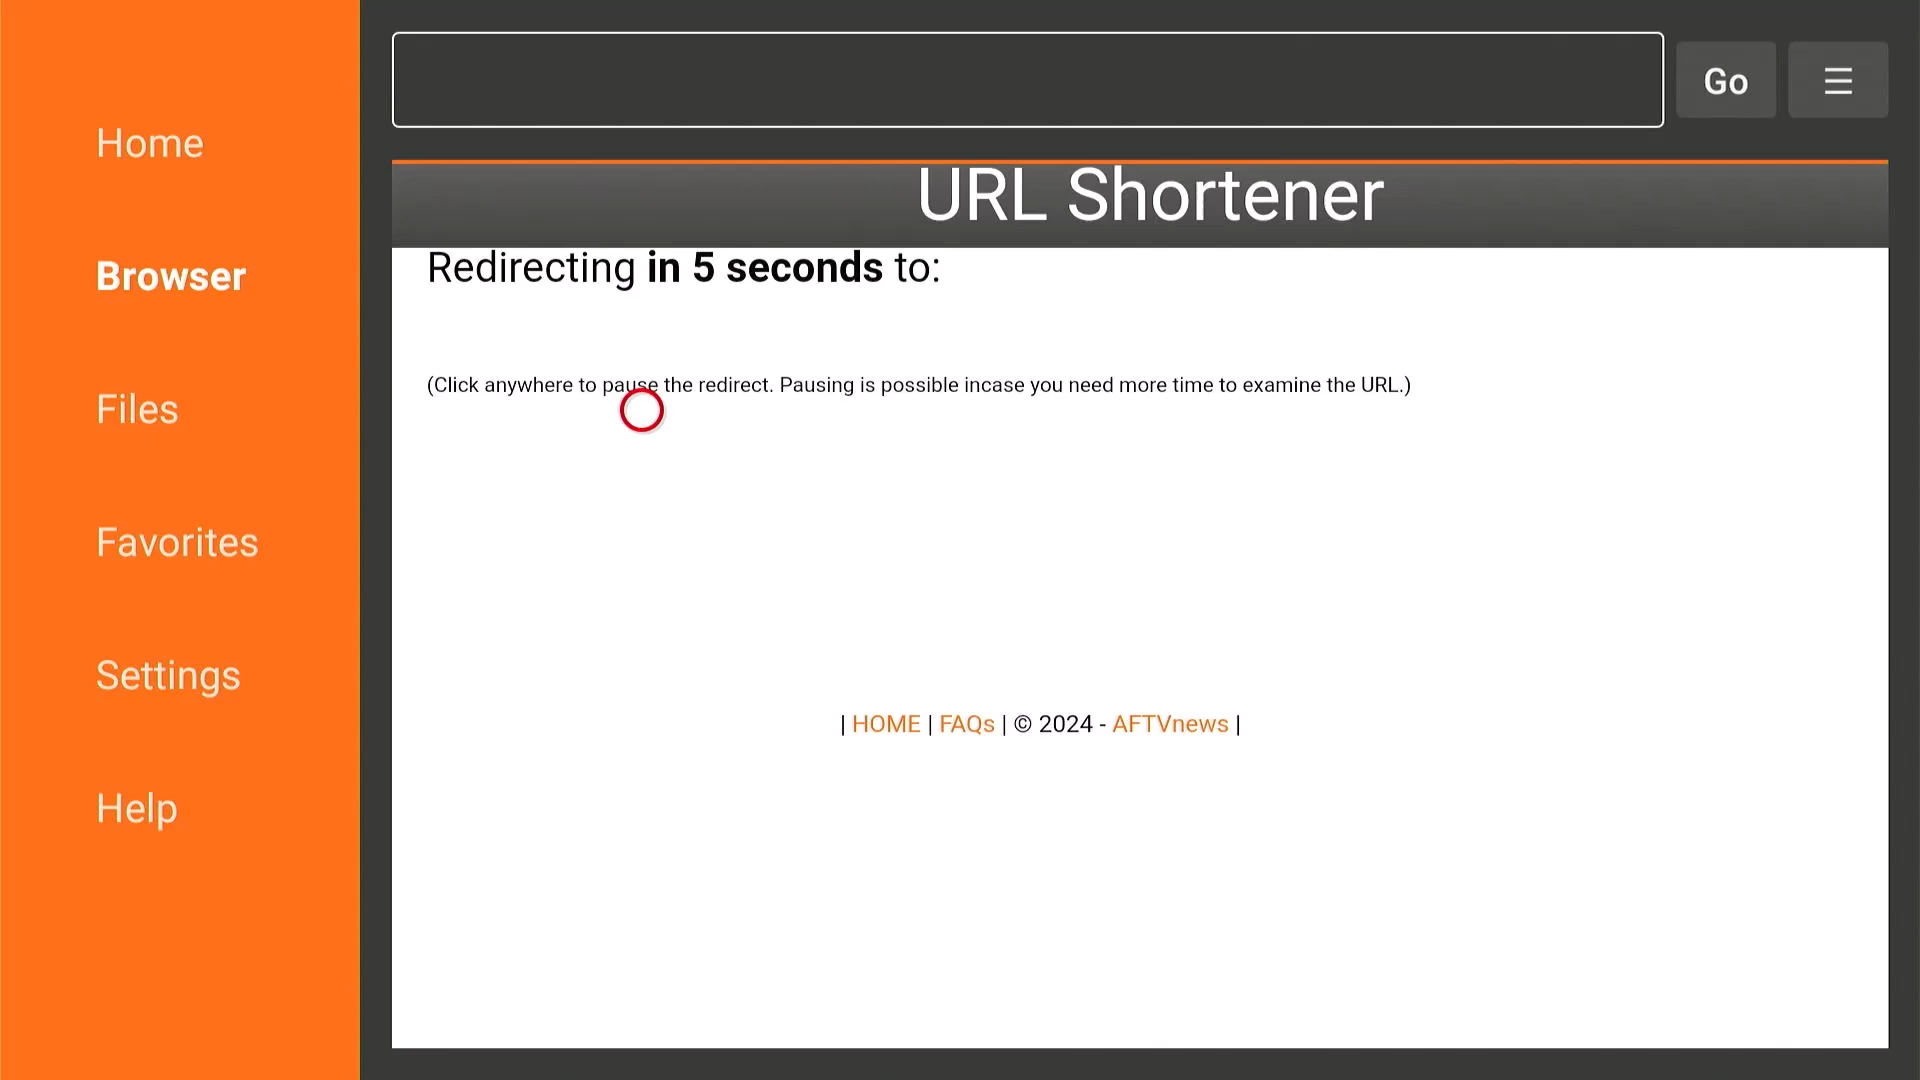 Home
Browser
Files
Favorites
Settings
Help
Go
URL Shortener
Redirecting in 5 seconds to:
(Click anywhere to pause the redirect. Pausing is possible incase you need more time to examine the URL.)
| HOME | FAQs | © 2024 - AFTVnews |